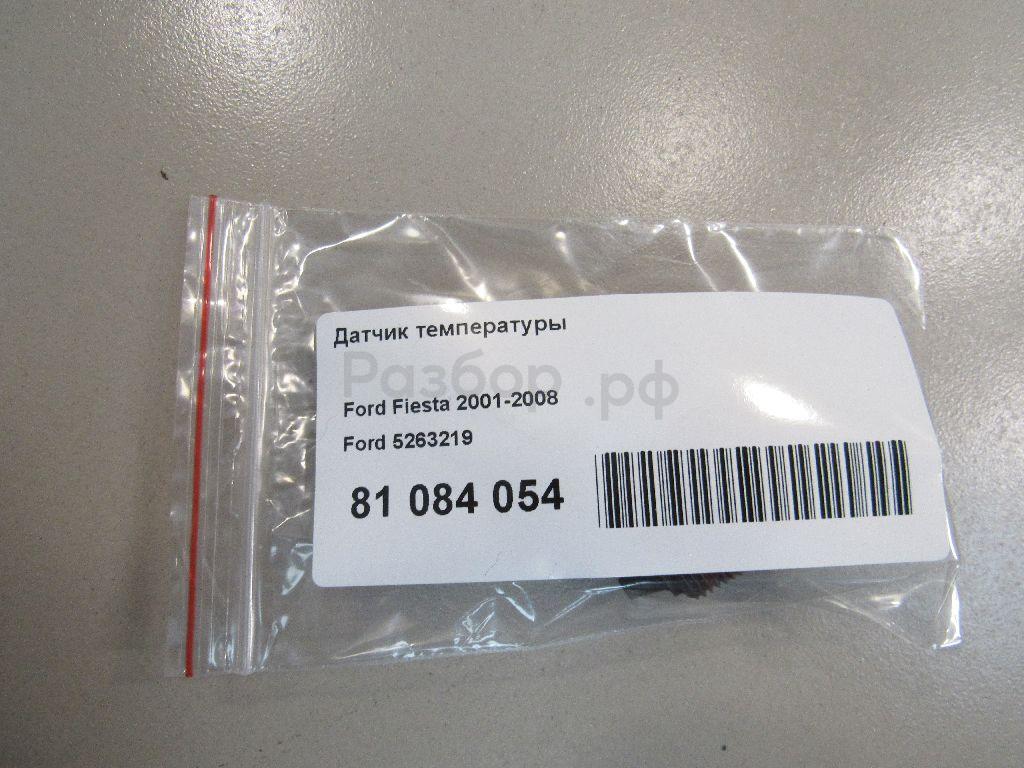 Датчик температуры
Разбор.рф
Ford Fiesta 2001-2008
Ford 5263219
81 084 054